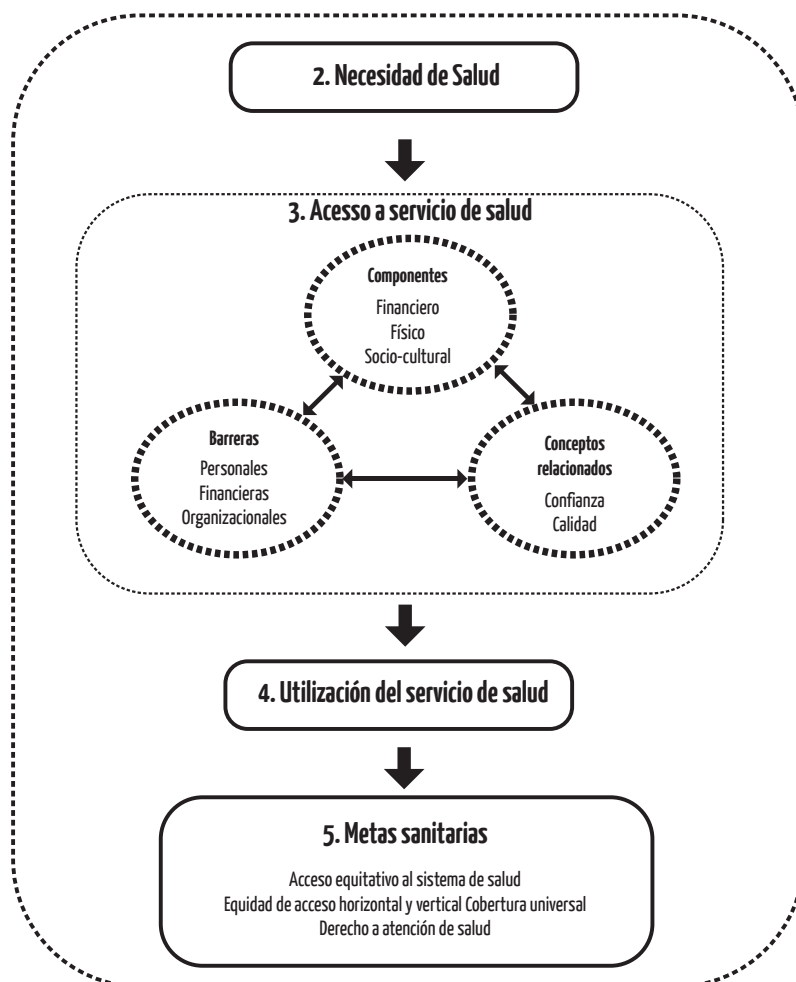 2. Necesidad de Salud
3. Acesso a servicio de salud
Componentes
Financiero
Físico
Socio-cultural
Barreras
Personales
Financieras
Organizacionales
Conceptos
relacionados
Confianza
Calidad
4. Utilización del servicio de salud
5. Metas sanitarias
Acceso equitativo al sistema de salud
Equidad de acceso horizontal y vertical Cobertura universal
Derecho a atención de salud